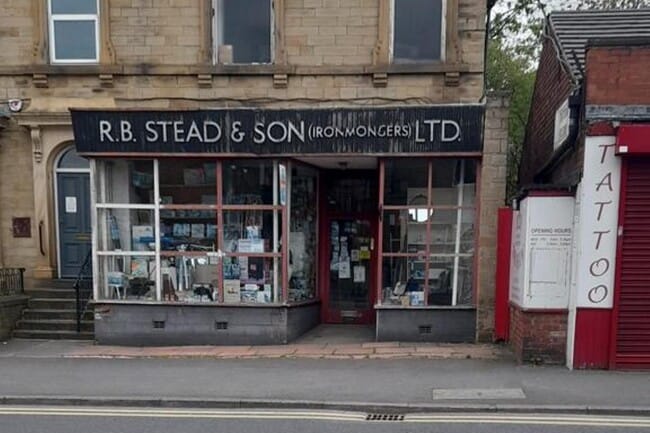 R.B. STEAD & SON (IRONMONGERS) LTD.
OPENING HOURS
TATTOO